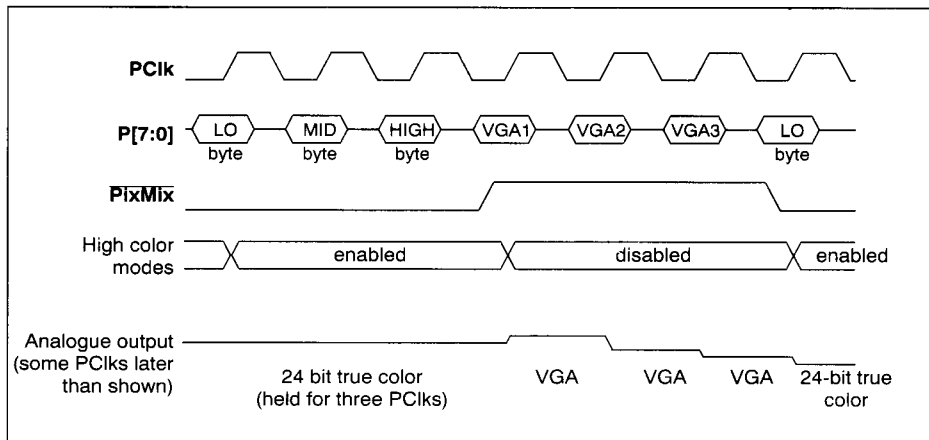 PClk
P[7:0]
LO
MID
HIGH
VGA1
VGA2
VGA3
LO
byte
byte
byte
byte
PixMix
High color
modes
enabled
disabled
enabled
Analogue output
(some PClks later
than shown)
24 bit true color
(held for three PClks)
VGA
VGA
VGA
24-bit true
color